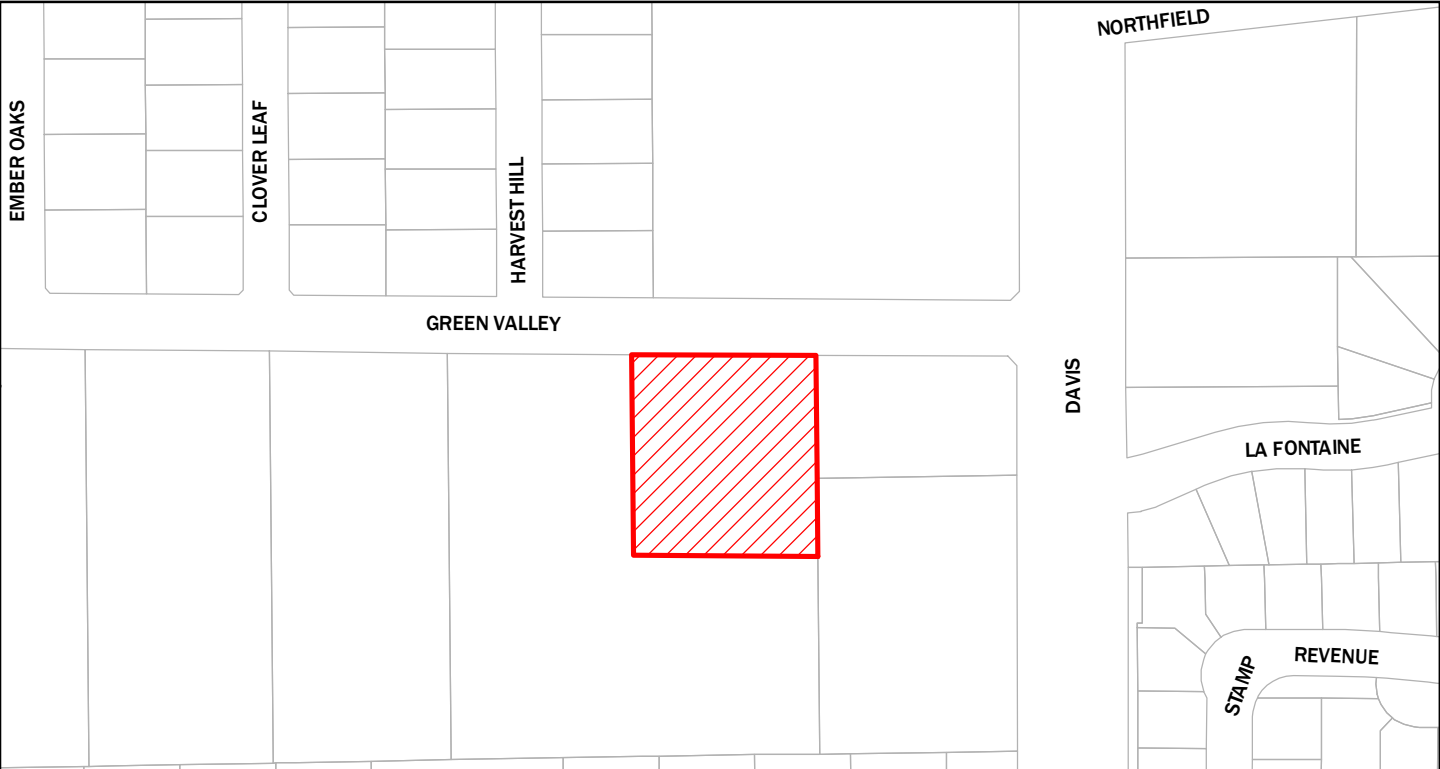 NORTHFIELD
EMBER OAKS
CLOVER LEAF
HARVEST HILL
GREEN VALLEY
DAVIS
LA FONTAINE
REVENUE
STAMP